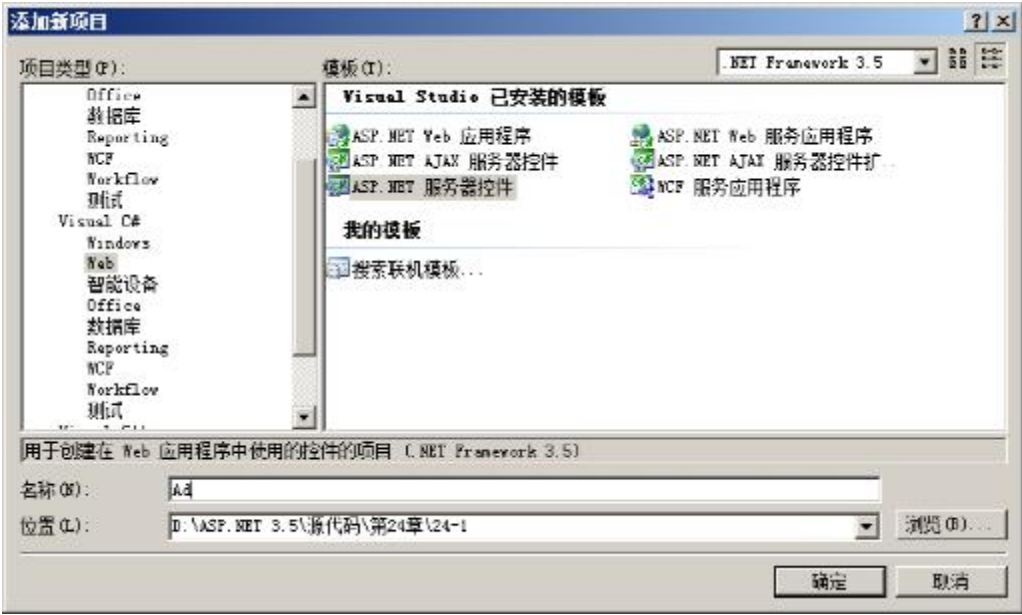 添加新项目
项目类型(P):
模板(T):
.NET Framework 3.5
Office
数据库
Reporting
WCF
Workflow
测试
Visual C#
Windows
Web
智能设备
Office
数据库
Reporting
WCF
Workflow
测试
Visual Studio 已安装的模板
ASP.NET Web 应用程序
ASP.NET Web 服务应用程序
ASP.NET AJAX 服务器控件
ASP.NET AJAX 服务器控件扩...
ASP.NET 服务器控件
WCF 服务应用程序
我的模板
搜索联机模板...
用于创建在 Web 应用程序中使用的控件的项目 (.NET Framework 3.5)
名称(N):
Ad
位置(L):
D:\ASP.NET 3.5\源代码\第24章\24-1
浏览(B)...
确定
取消